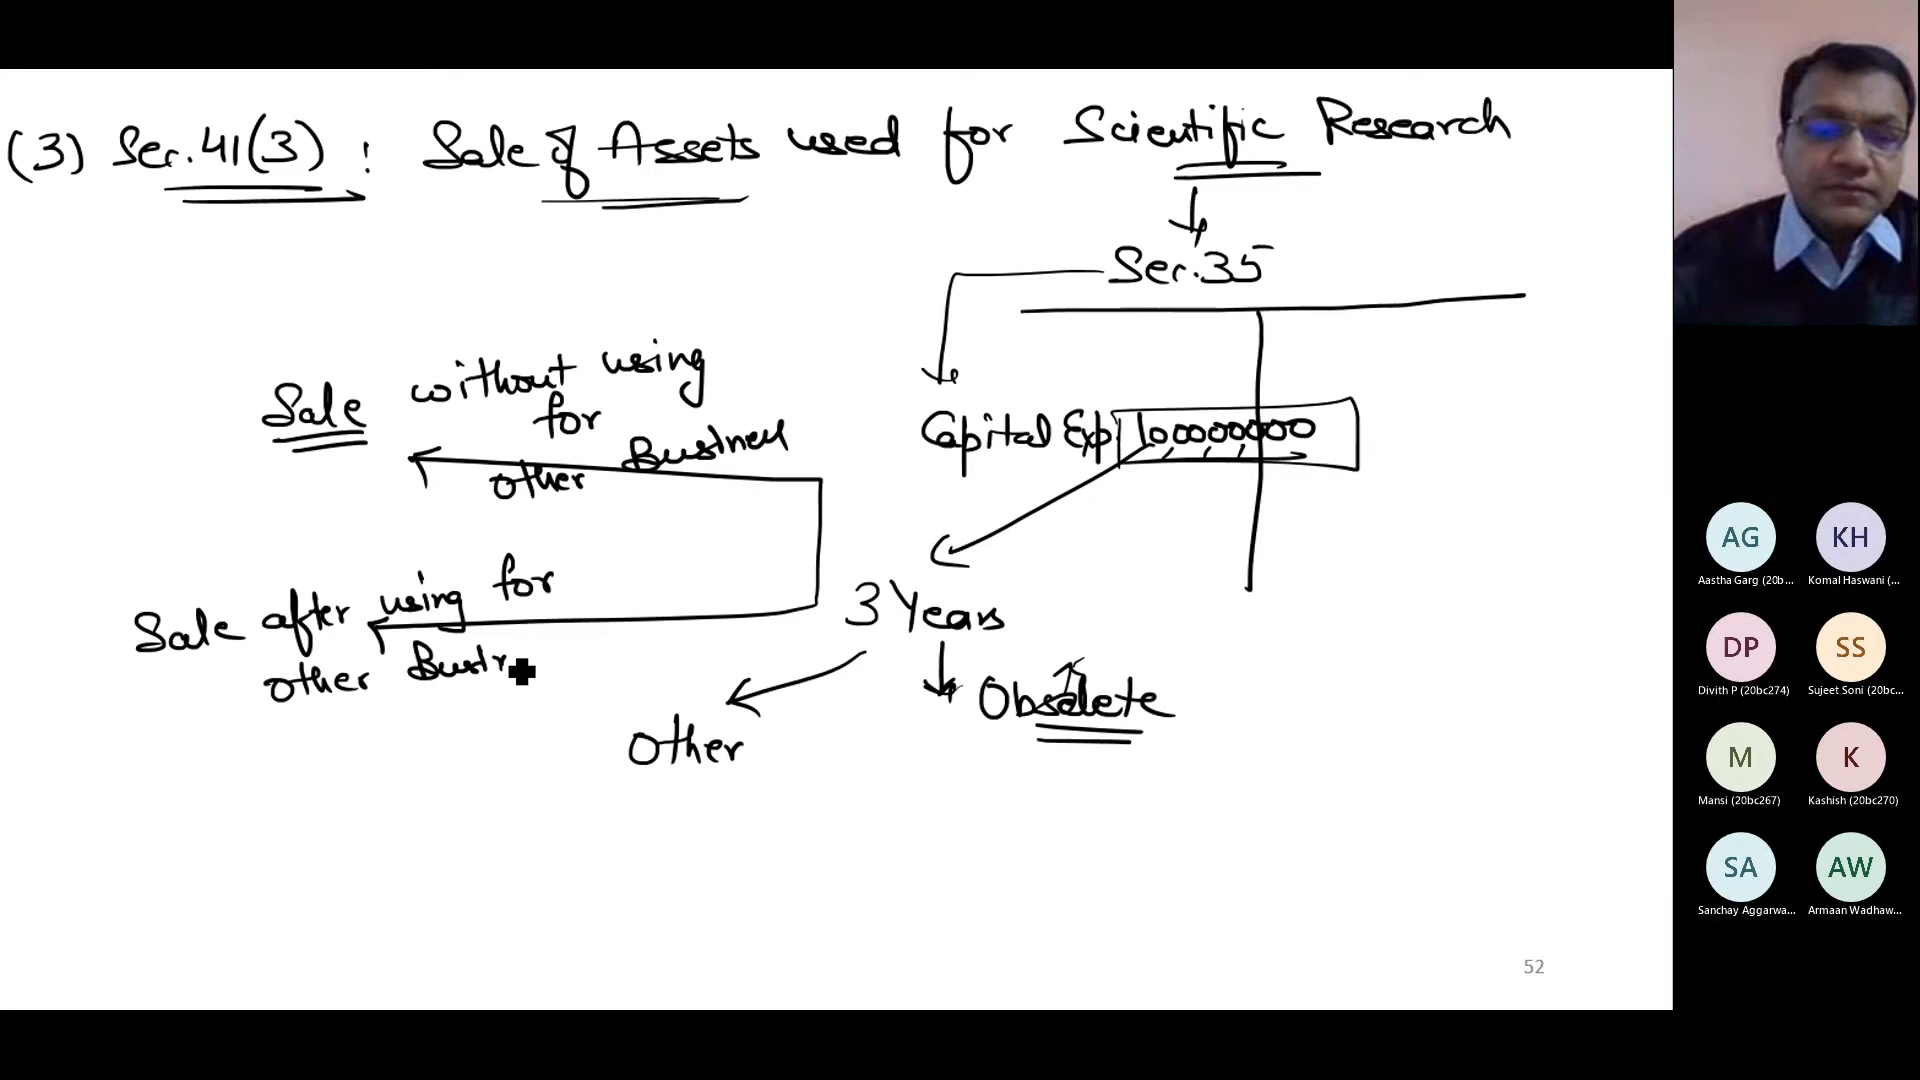 (3) Sec. 41(3) : Sale of Assets used for Scientific Research
Sec. 35
Capital Exp. 100000000
Sale without using
for
other Business
3 Years
Sale after using for
other Busin
Obsolete
Other
52
AG
Aastha Garg (20b...
KH
Komal Haswani (...
DP
Divith P (20bc274)
SS
Sujeet Soni (20bc...
M
Mansi (20bc267)
K
Kashish (20bc270)
SA
Sanchay Aggarwa...
AW
Armaan Wadhaw...